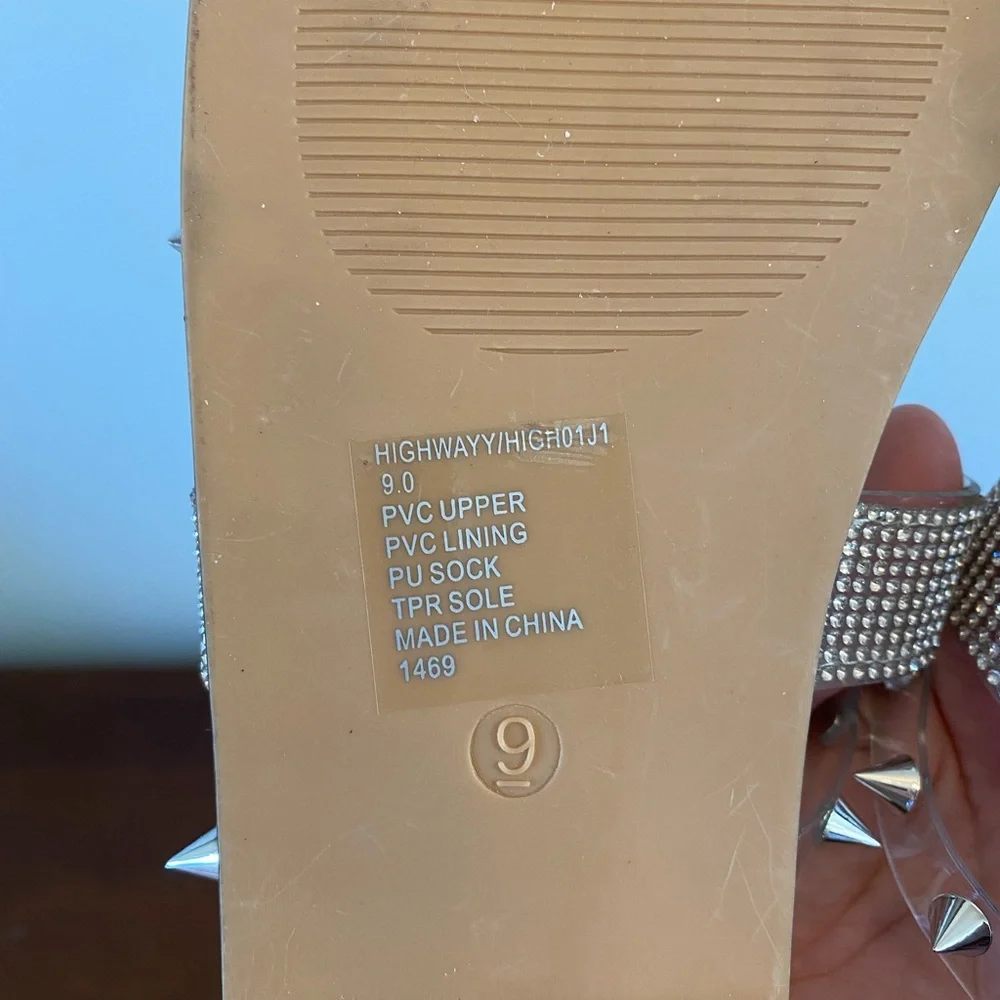 HIGHWAYY/HIGH01J1
9.0
PVC UPPER
PVC LINING
PU SOCK
TPR SOLE
MADE IN CHINA
1469
9